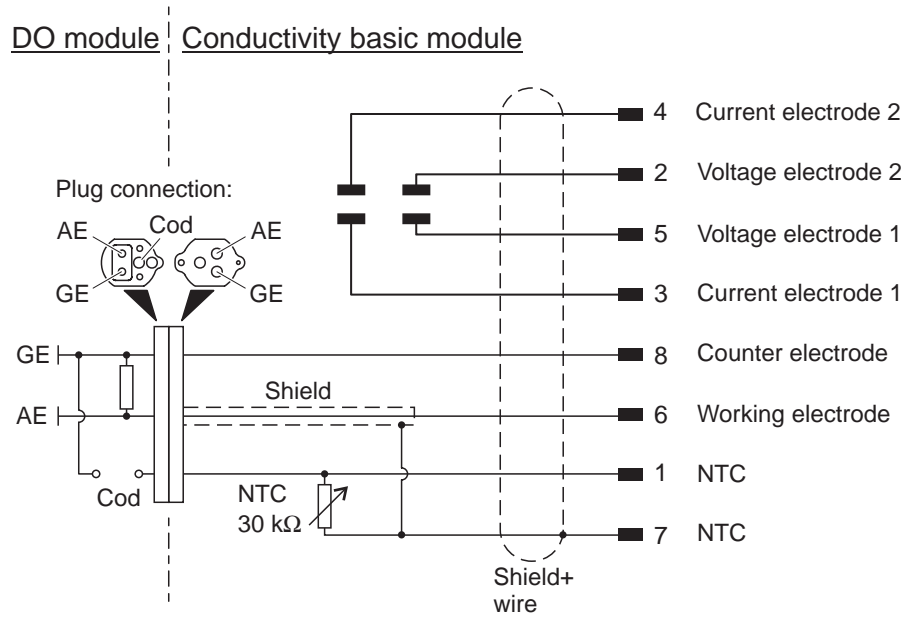 DO module
Conductivity basic module
4 Current electrode 2
2 Voltage electrode 2
Plug connection:
AE
Cod
AE
5 Voltage electrode 1
GE
GE
3 Current electrode 1
GE
8 Counter electrode
Shield
AE
6 Working electrode
Cod
NTC
30 kΩ
1 NTC
7 NTC
Shield+
wire